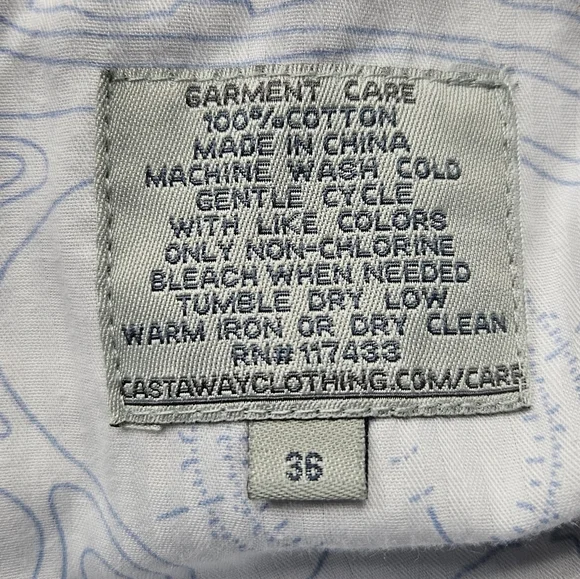 GARMENT CARE
100% COTTON
MADE IN CHINA
MACHINE WASH COLD
GENTLE CYCLE
WITH LIKE COLORS
ONLY NON-CHLORINE
BLEACH WHEN NEEDED
TUMBLE DRY LOW
WARM IRON OR DRY CLEAN
RN# 117433
CASTAWAYCLOTHING.COM/CARE
36